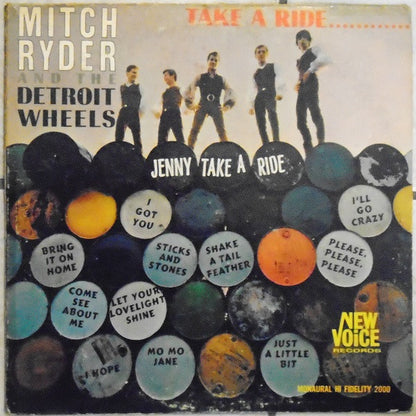 MITCH
RYDER
AND THE
DETROIT
WHEELS
TAKE A RIDE............
JENNY TAKE A RIDE
I
GOT
YOU
I'LL
GO
CRAZY
BRING
IT ON
HOME
STICKS
AND
STONES
SHAKE
A TAIL
FEATHER
PLEASE,
PLEASE,
PLEASE
COME
SEE
ABOUT
ME
LET YOUR
LOVELIGHT
SHINE
I HOPE
MO MO
JANE
JUST
A LITTLE
BIT
NEW
VOICE
RECORDS
MONAURAL HI FIDELITY 2000